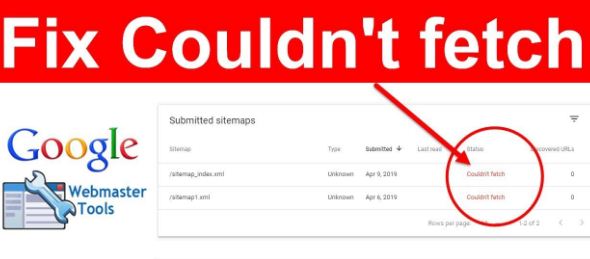 Fix Couldn't fetch
Submitted sitemaps
Sitemap Type Submitted Last read Status Discovered URLs
/sitemap_index.xml Unknown Apr 9, 2019 Couldn't fetch 0
/sitemap1.xml Unknown Apr 6, 2019 Couldn't fetch 0
Rows per page: 1-2 of 2
Google
Webmaster
Tools